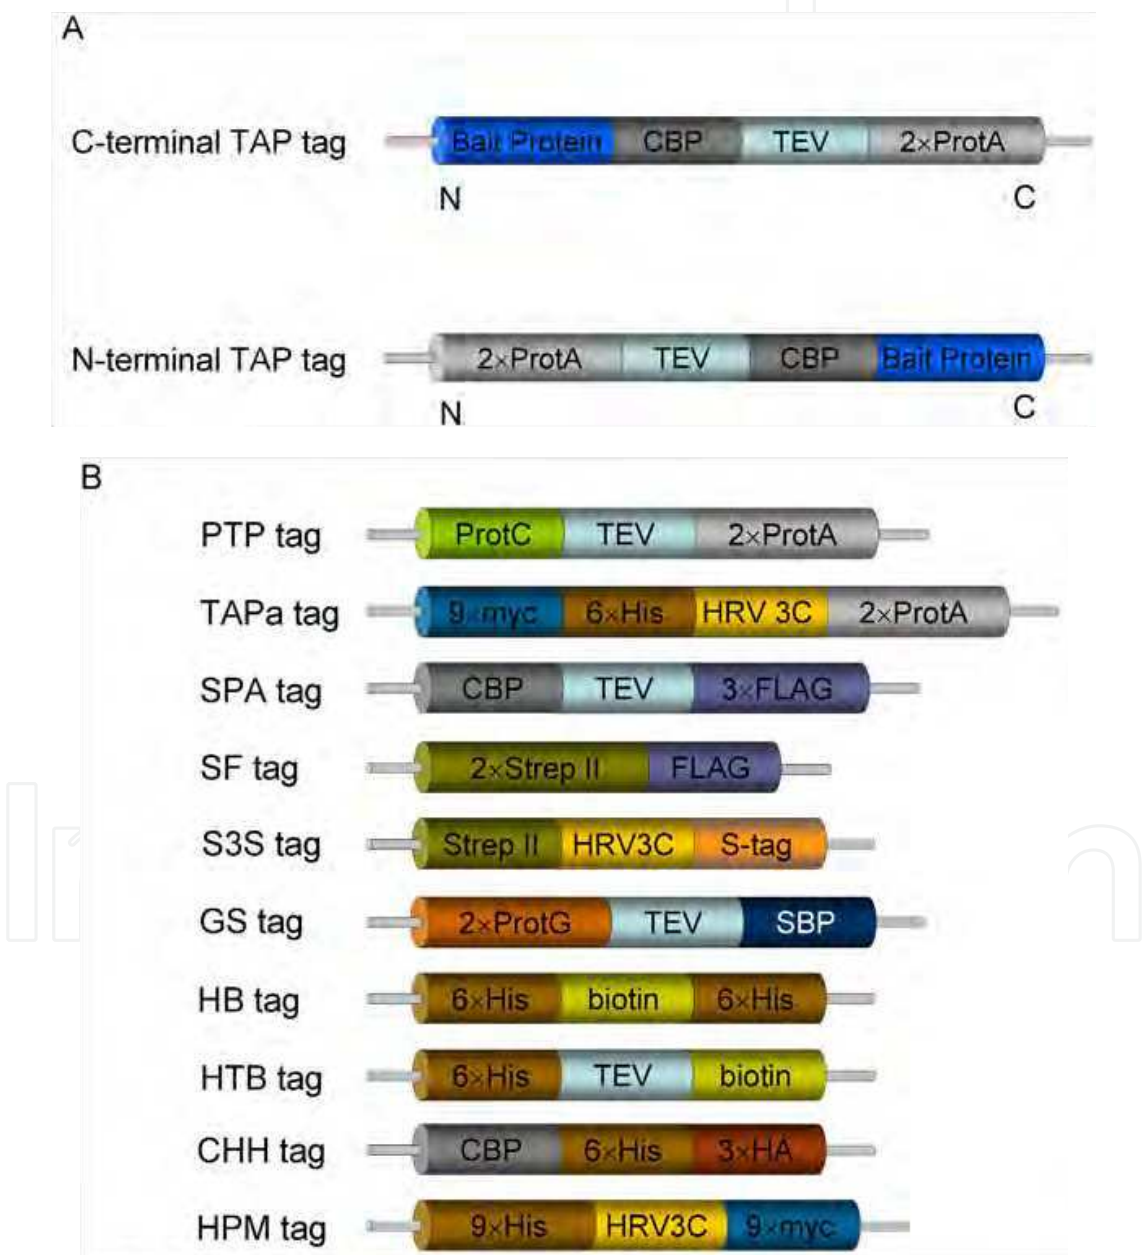 A
C-terminal TAP tag Bait Protein CBP TEV 2×ProtA
N C
N-terminal TAP tag 2×ProtA TEV CBP Bait Protein
N C
B
PTP tag ProtC TEV 2×ProtA
TAPa tag 9×myc 6×His HRV 3C 2×ProtA
SPA tag CBP TEV 3×FLAG
SF tag 2×Strep II FLAG
S3S tag Strep II HRV3C S-tag
GS tag 2×ProtG TEV SBP
HB tag 6×His biotin 6×His
HTB tag 6×His TEV biotin
CHH tag CBP 6×His 3×HA
HPM tag 9×His HRV3C 9×myc